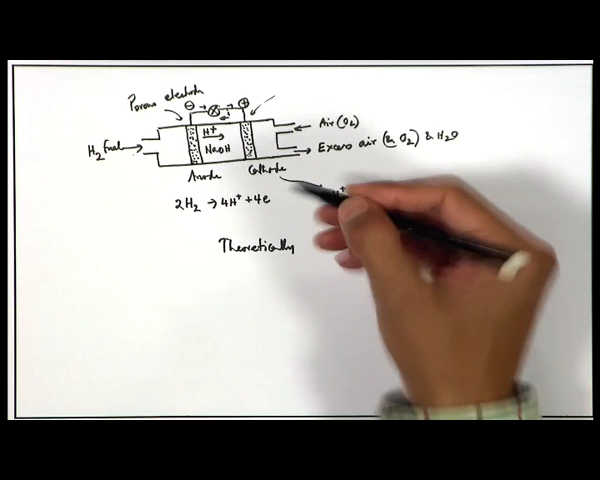 Porous electrode
⊖ ⊗ ⊕
i
Air (O₂)
H⁺
H₂ Fuel
NaOH
Excess air (& O₂) & H₂O
Anode
Cathode
2H₂ → 4H⁺ + 4e
Theoretically